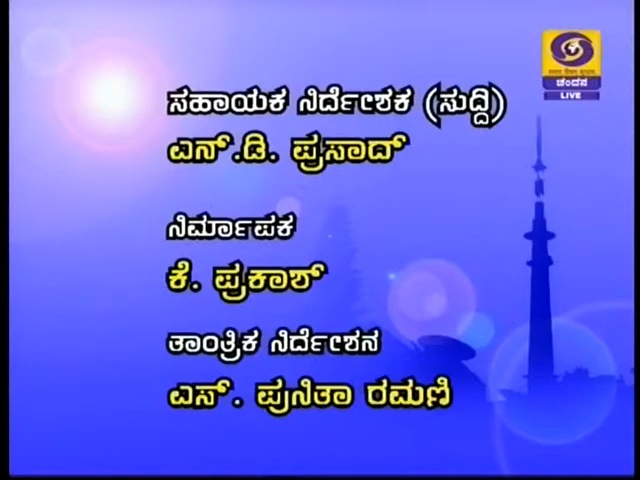 ಸಹಾಯಕ ನಿರ್ದೇಶಕ (ಸುದ್ದಿ)
ಎನ್.ಡಿ. ಪ್ರಸಾದ್
ನಿರ್ಮಾಪಕ
ಕೆ. ಪ್ರಕಾಶ್
ತಾಂತ್ರಿಕ ನಿರ್ದೇಶನ
ಎಸ್. ಪುನಿತಾ ರಮಣಿ
ಚಂದನ
LIVE